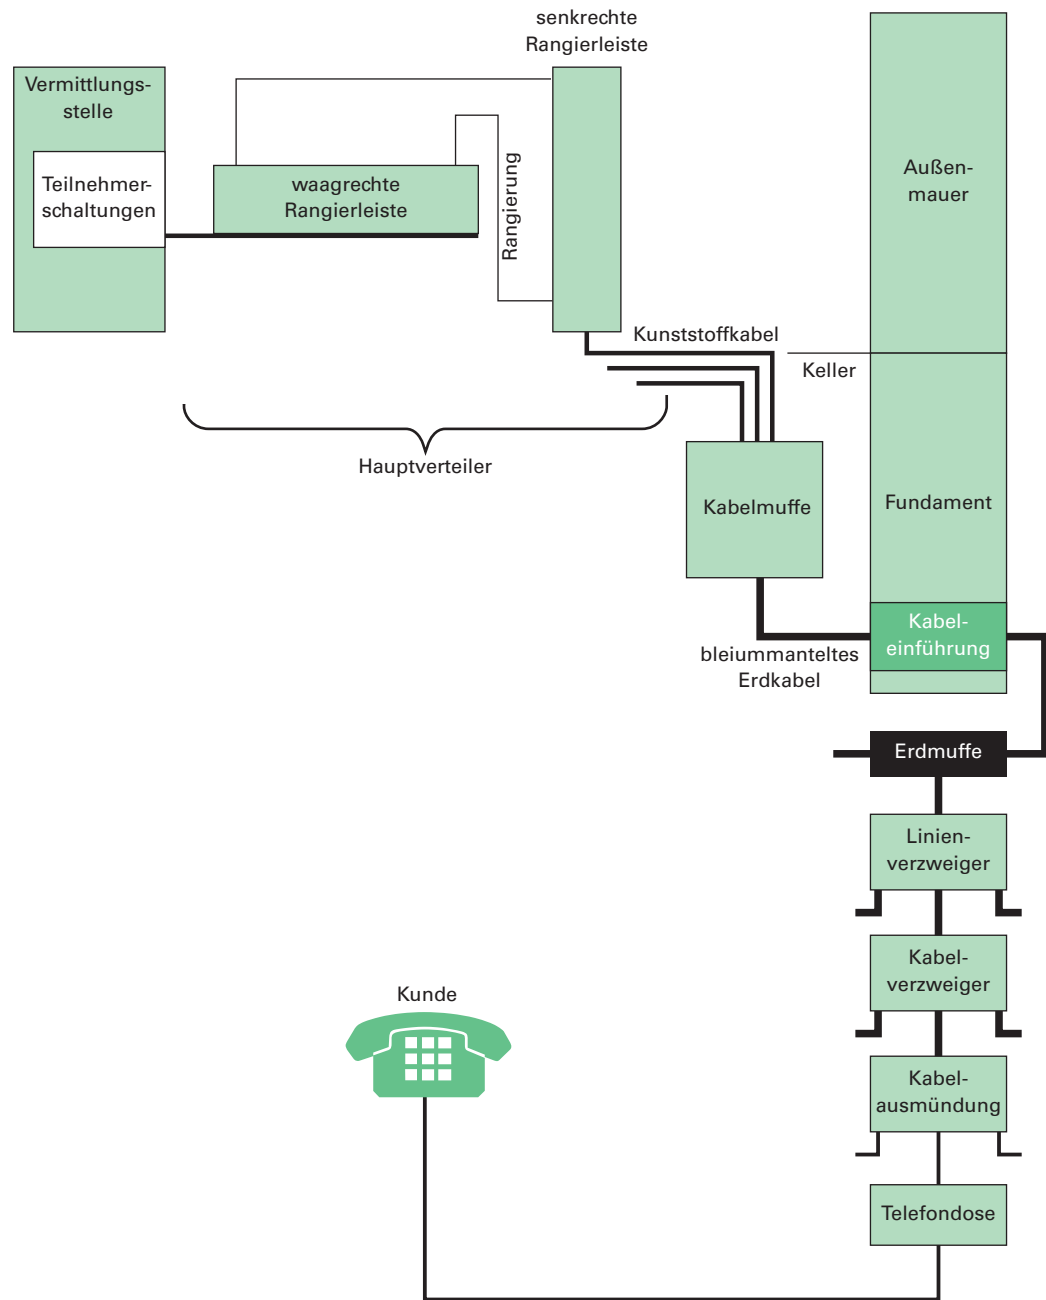 senkrechte
Rangierleiste
Vermittlungs-
stelle
Teilnehmer-
schaltungen
waagrechte
Rangierleiste
Rangierung
Außen-
mauer
Kunststoffkabel
Keller
Hauptverteiler
Kabelmuffe
Fundament
Kabel-
einführung
bleiummanteltes
Erdkabel
Erdmuffe
Linien-
verzweiger
Kabel-
verzweiger
Kunde
Kabel-
ausmündung
Telefondose